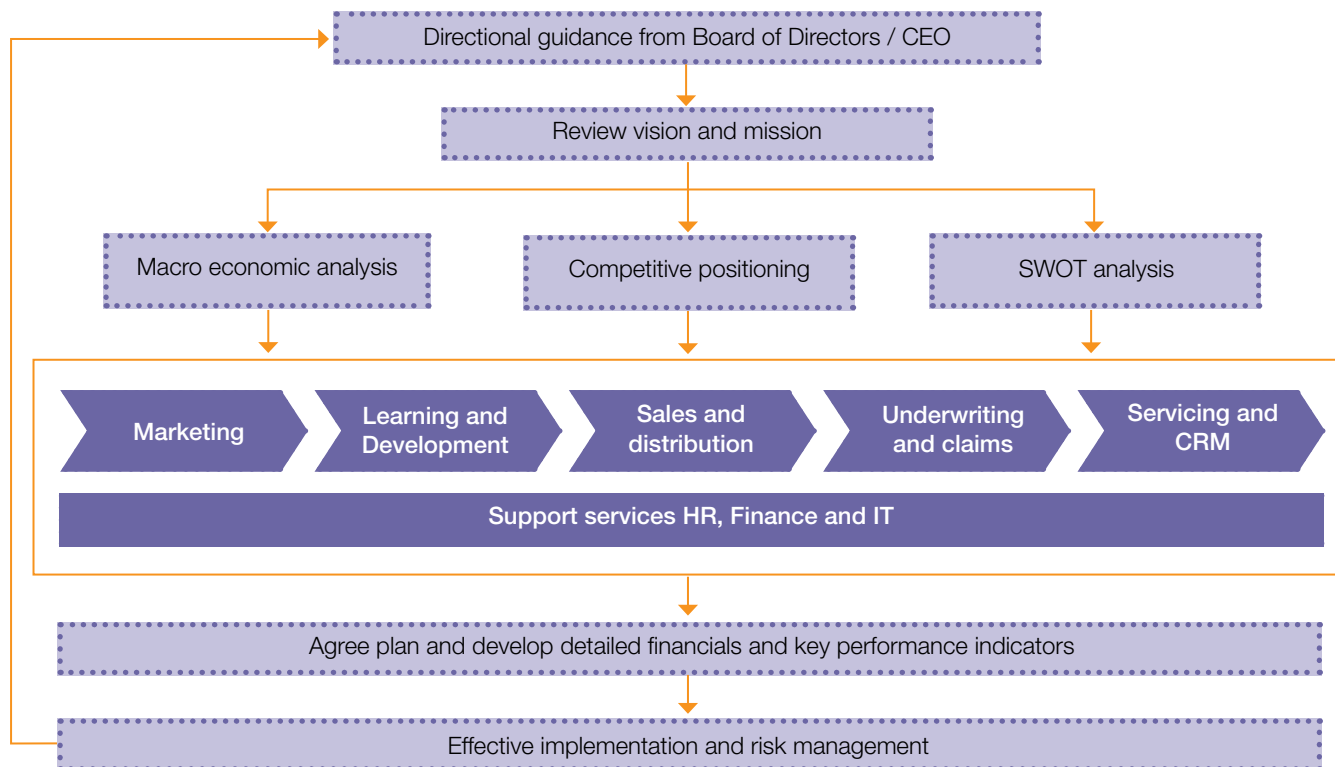 Directional guidance from Board of Directors / CEO
Review vision and mission
Macro economic analysis
Competitive positioning
SWOT analysis
Marketing
Learning and
Development
Sales and
distribution
Underwriting
and claims
Servicing and
CRM
Support services HR, Finance and IT
Agree plan and develop detailed financials and key performance indicators
Effective implementation and risk management